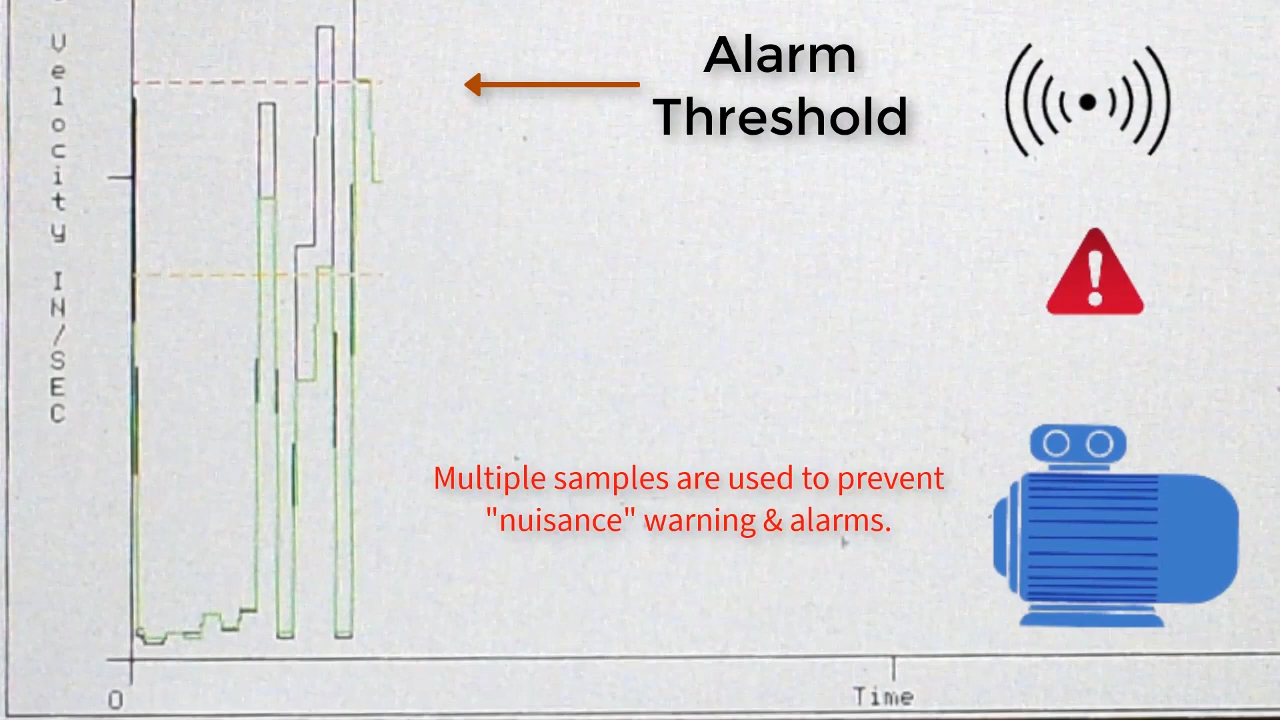 Velocity IN/SEC
Alarm
Threshold
Multiple samples are used to prevent
"nuisance" warning & alarms.
0
Time